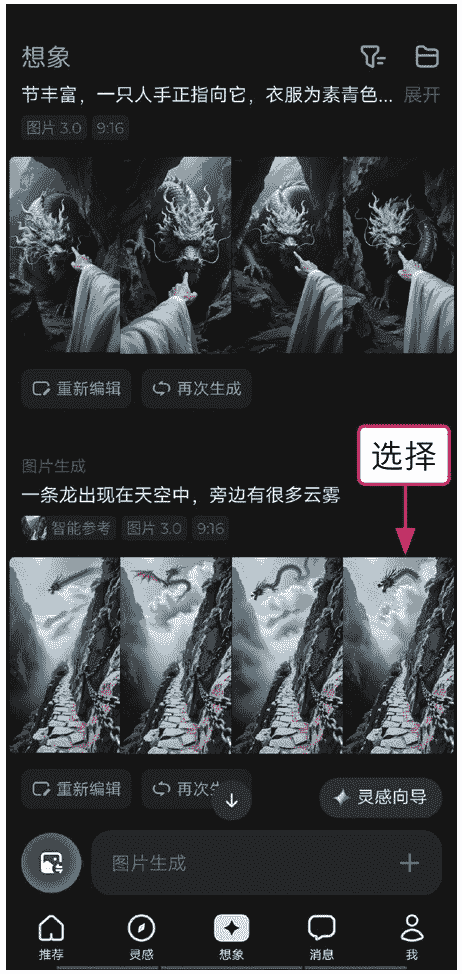 想象
节丰富，一只人手正指向它，衣服为素青色... 展开
图片 3.0 9:16
重新编辑 再次生成
选择
图片生成
一条龙出现在天空中，旁边有很多云雾
智能参考 图片 3.0 9:16
重新编辑 再次生
灵感向导
图片生成
推荐 灵感 想象 消息 我